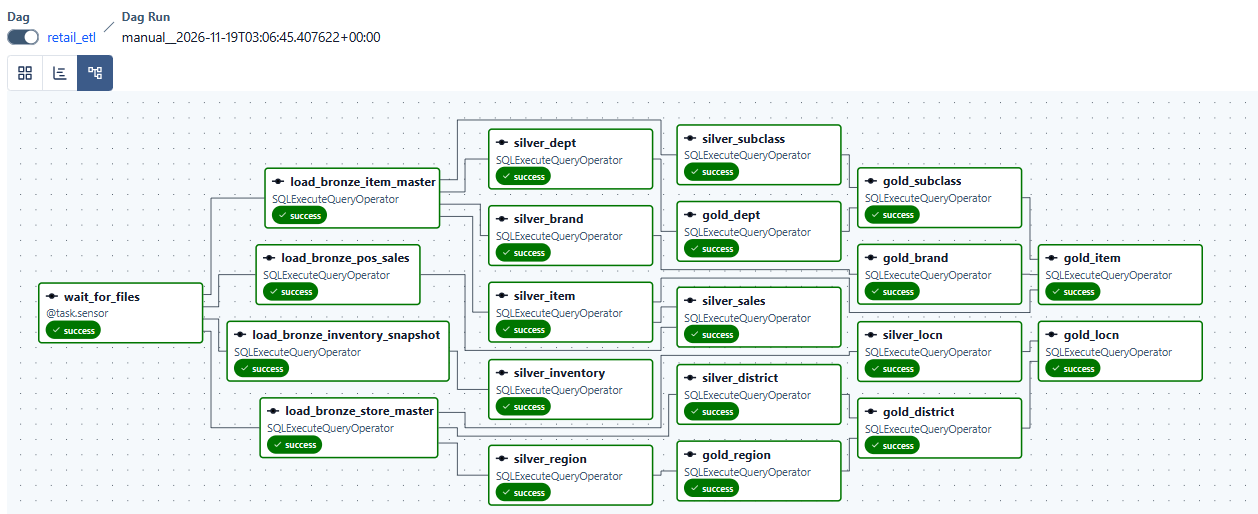 Dag
retail_etl
Dag Run
manual__2026-11-19T03:06:45.407622+00:00
wait_for_files
@task.sensor
success
load_bronze_item_master
SQLExecuteQueryOperator
success
load_bronze_pos_sales
SQLExecuteQueryOperator
success
load_bronze_inventory_snapshot
SQLExecuteQueryOperator
success
load_bronze_store_master
SQLExecuteQueryOperator
success
silver_dept
SQLExecuteQueryOperator
success
silver_brand
SQLExecuteQueryOperator
success
silver_item
SQLExecuteQueryOperator
success
silver_inventory
SQLExecuteQueryOperator
success
silver_region
SQLExecuteQueryOperator
success
silver_subclass
SQLExecuteQueryOperator
success
gold_dept
SQLExecuteQueryOperator
success
silver_sales
SQLExecuteQueryOperator
success
silver_district
SQLExecuteQueryOperator
success
gold_region
SQLExecuteQueryOperator
success
gold_subclass
SQLExecuteQueryOperator
success
gold_brand
SQLExecuteQueryOperator
success
silver_locn
SQLExecuteQueryOperator
success
gold_district
SQLExecuteQueryOperator
success
gold_item
SQLExecuteQueryOperator
success
gold_locn
SQLExecuteQueryOperator
success